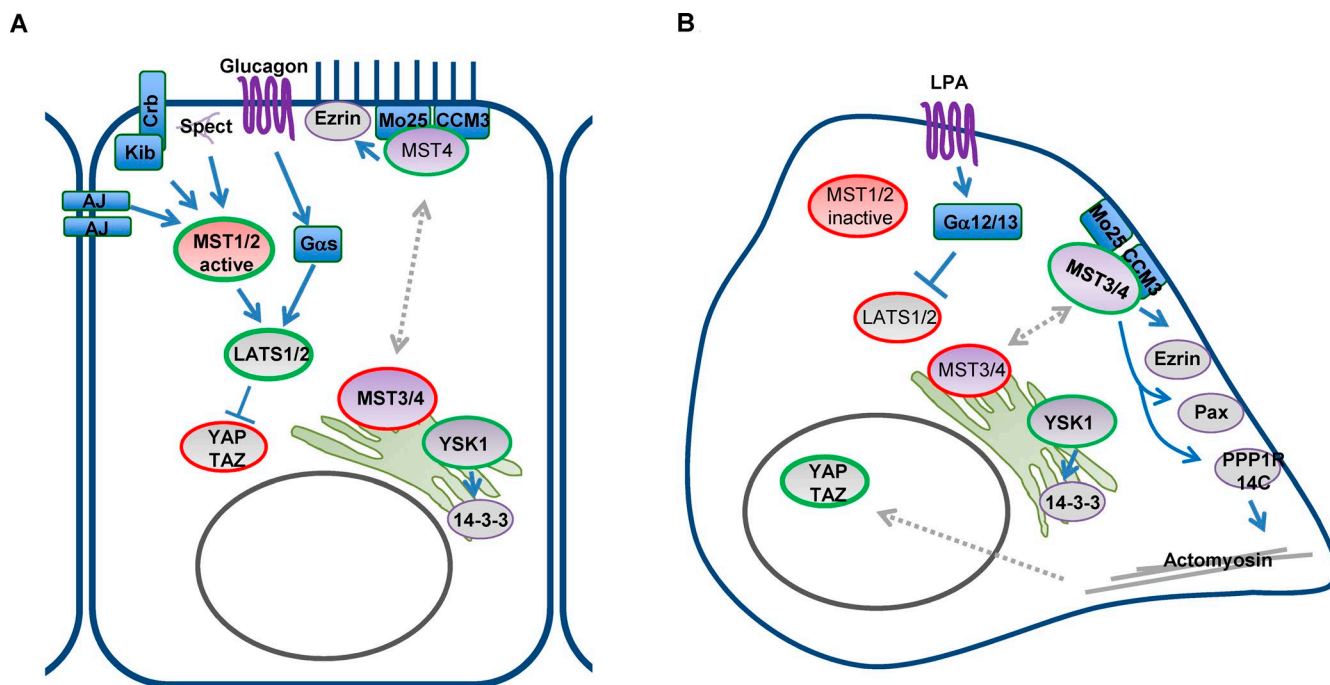 A
Glucagon
Crb
Spect
Kib
Ezrin
Mo25
CCM3
MST4
AJ
AJ
MST1/2
active
Gαs
LATS1/2
MST3/4
YAP
TAZ
YSK1
14-3-3
B
LPA
MST1/2
inactive
Gα12/13
Mo25
CCM3
MST3/4
LATS1/2
MST3/4
Ezrin
Pax
YSK1
PPP1R
14C
YAP
TAZ
14-3-3
Actomyosin